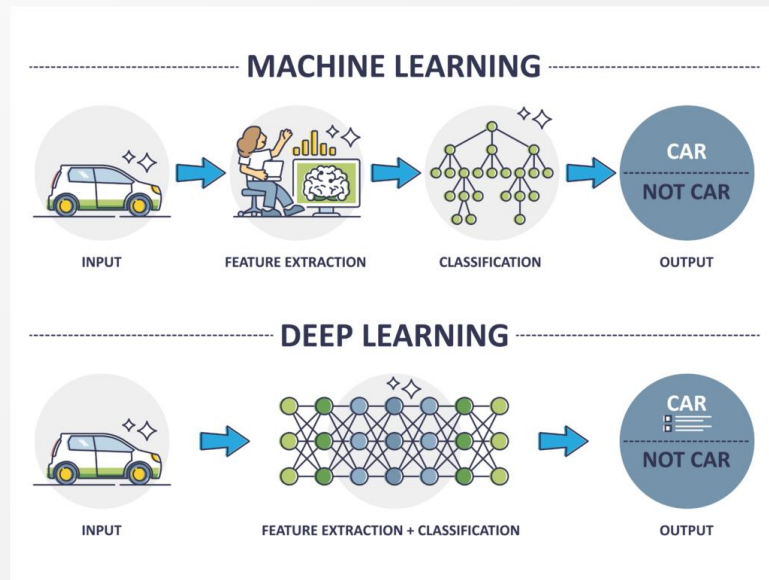 MACHINE LEARNING
CAR
NOT CAR
INPUT
FEATURE EXTRACTION
CLASSIFICATION
OUTPUT
DEEP LEARNING
CAR
NOT CAR
INPUT
FEATURE EXTRACTION + CLASSIFICATION
OUTPUT